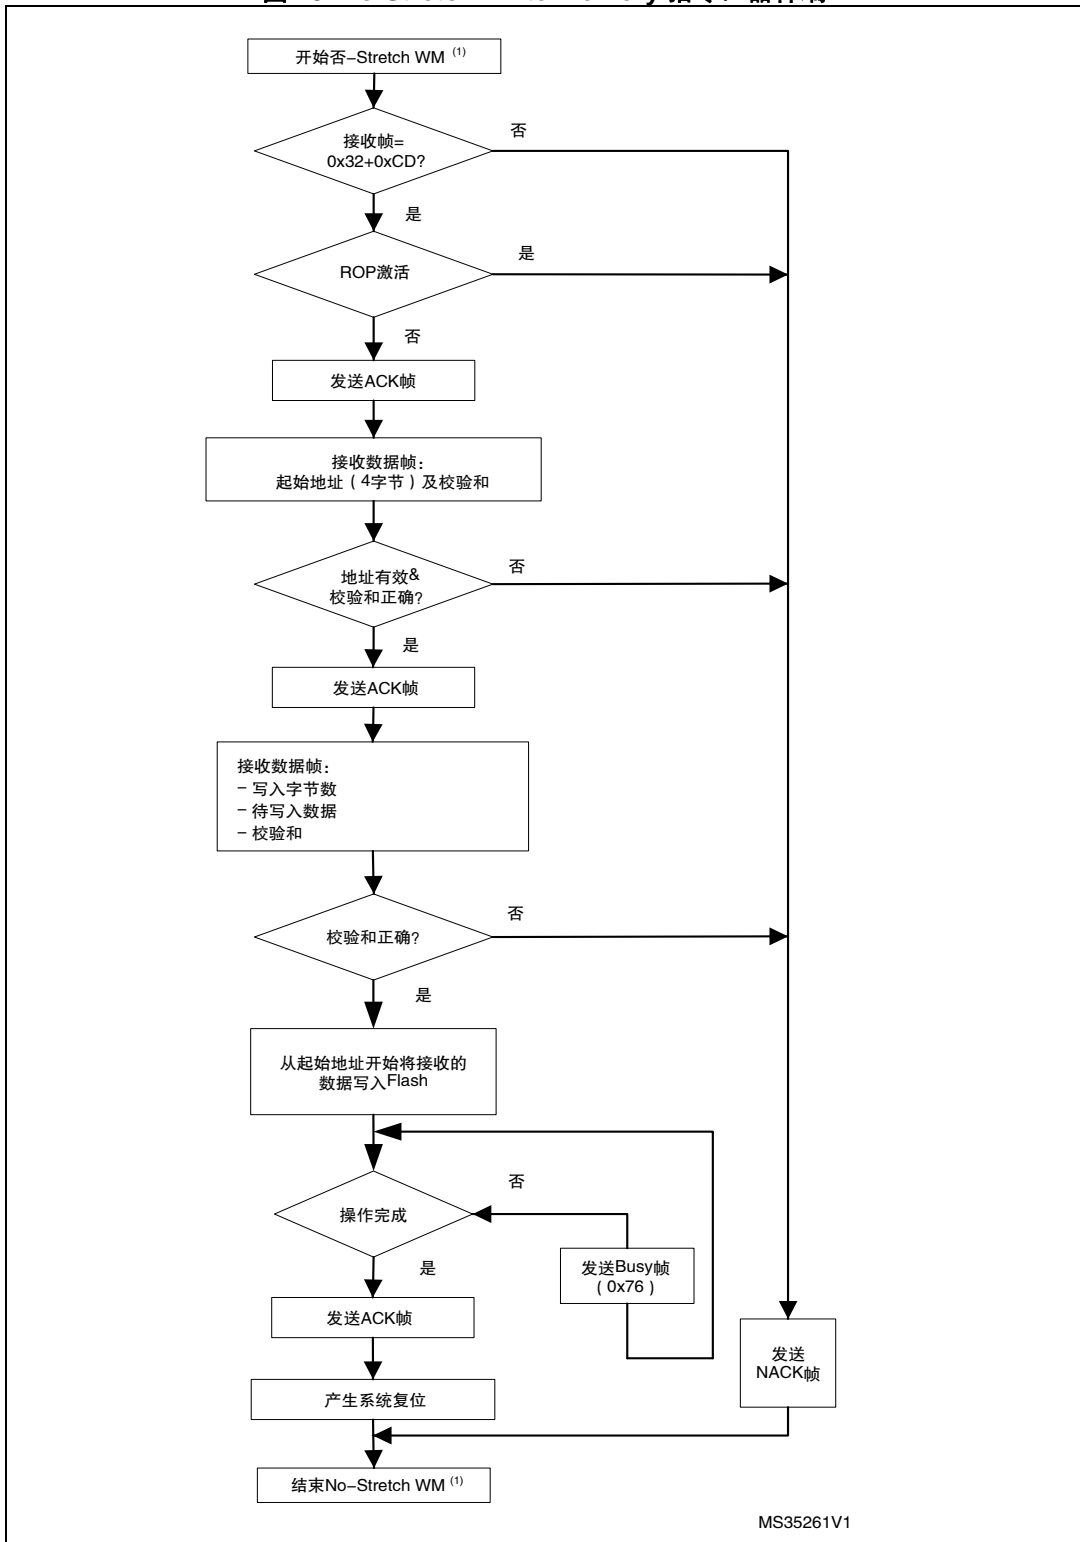 开始否–Stretch WM (1)
接收帧=
0x32+0xCD?
否
是
ROP激活
是
否
发送ACK帧
接收数据帧：
起始地址（4字节）及校验和
地址有效&
校验和正确？
否
是
发送ACK帧
接收数据帧：
– 写入字节数
– 待写入数据
– 校验和
校验和正确？
否
是
从起始地址开始将接收的
数据写入Flash
操作完成
否
是
发送Busy帧
（0x76）
发送ACK帧
发送
NACK帧
产生系统复位
结束No–Stretch WM (1)
MS35261V1